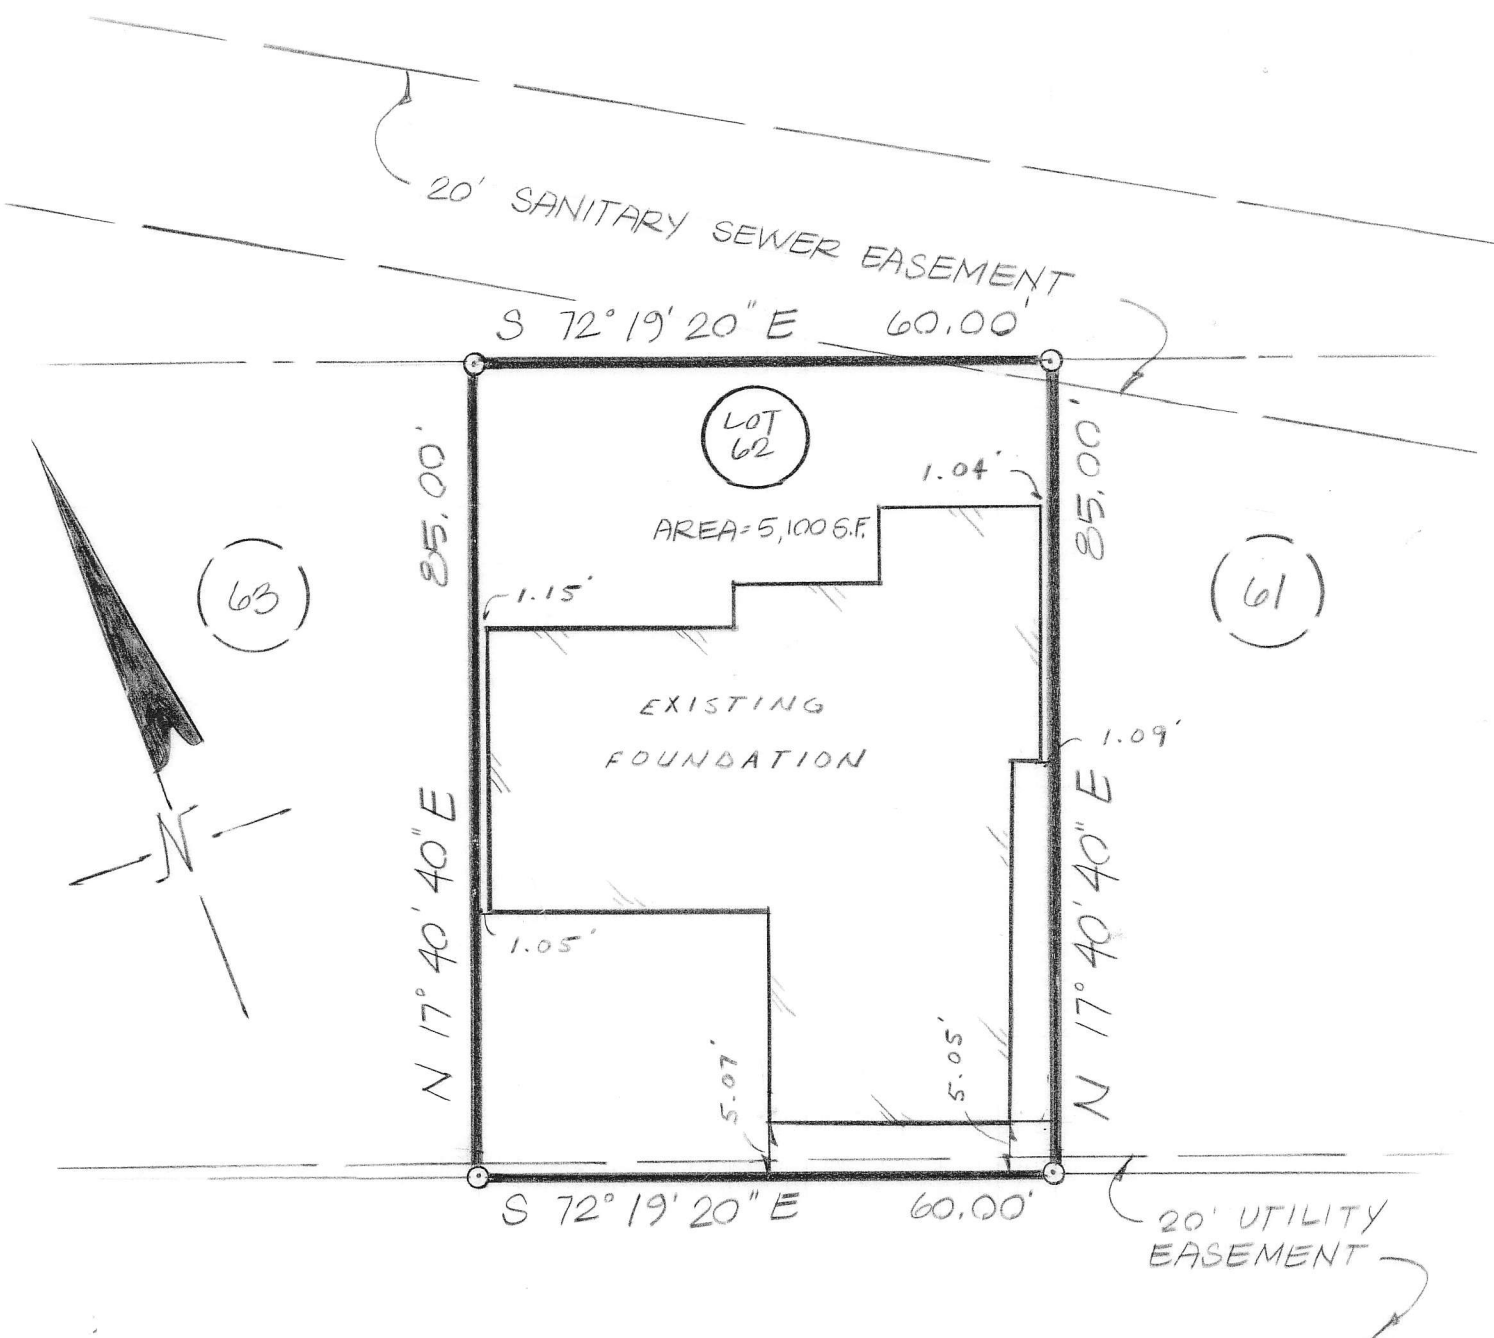 20' SANITARY SEWER EASEMENT
S 72° 19' 20" E 60.00'
LOT
62
1.04'
AREA=5,100 S.F.
85.00'
85.00'
63
61
1.15'
EXISTING
FOUNDATION
1.09'
N 17° 40' 40" E
N 17° 40' 40" E
N
1.05'
5.07'
5.05'
S 72° 19' 20" E 60.00'
20' UTILITY
EASEMENT